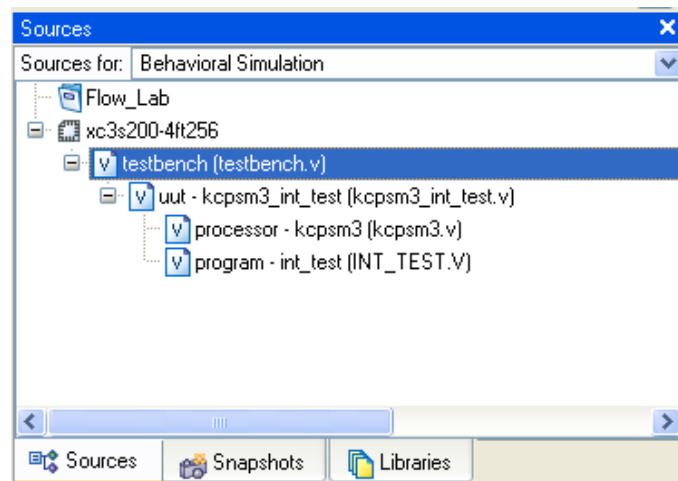 Sources
Sources for: Behavioral Simulation
Flow_Lab
xc3s200-4ft256
testbench (testbench.v)
uut - kcpsm3_int_test (kcpsm3_int_test.v)
processor - kcpsm3 (kcpsm3.v)
program - int_test (INT_TEST.V)
Sources Snapshots Libraries